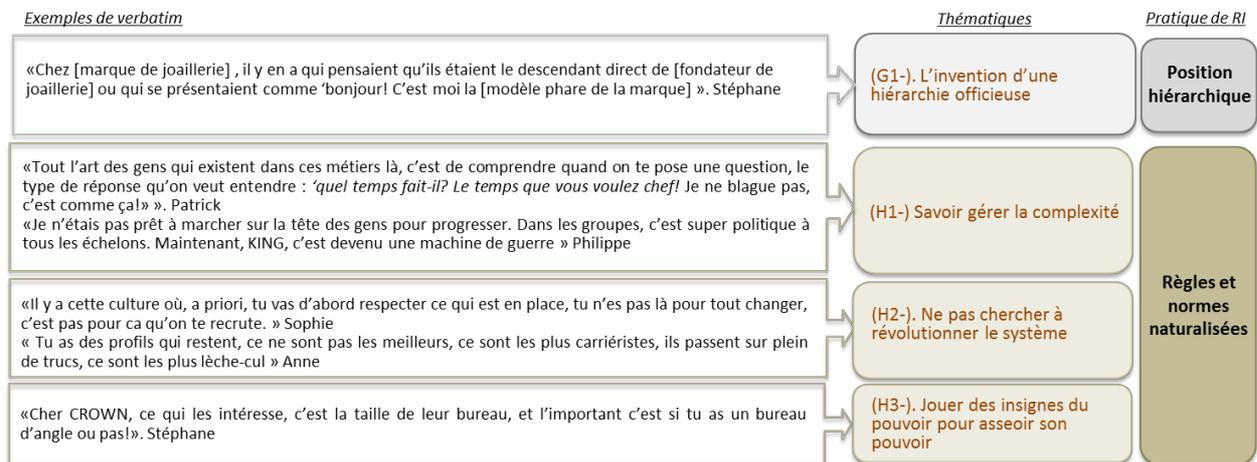 Exemples de verbatim
Thématiques
Pratique de RI
«Chez [marque de joaillerie] , il y en a qui pensaient qu'ils étaient le descendant direct de [fondateur de
joaillerie] ou qui se présentaient comme 'bonjour! C'est moi la [modèle phare de la marque] ». Stéphane
(G1-). L'invention d'une
hiérarchie officieuse
Position
hiérarchique
«Tout l'art des gens qui existent dans ces métiers là, c'est de comprendre quand on te pose une question, le
type de réponse qu'on veut entendre : 'quel temps fait-il? Le temps que vous voulez chef! Je ne blague pas,
c'est comme ça!» ». Patrick
«Je n'étais pas prêt à marcher sur la tête des gens pour progresser. Dans les groupes, c'est super politique à
tous les échelons. Maintenant, KING, c'est devenu une machine de guerre » Philippe
(H1-) Savoir gérer la complexité
«Il y a cette culture où, a priori, tu vas d'abord respecter ce qui est en place, tu n'es pas là pour tout changer,
c'est pas pour ca qu'on te recrute. » Sophie
« Tu as des profils qui restent, ce ne sont pas les meilleurs, ce sont les plus carriéristes, ils passent sur plein
de trucs, ce sont les plus lèche-cul » Anne
(H2-). Ne pas chercher à
révolutionner le système
Règles et
normes
naturalisées
«Cher CROWN, ce qui les intéresse, c'est la taille de leur bureau, et l'important c'est si tu as un bureau
d'angle ou pas!». Stéphane
(H3-). Jouer des insignes du
pouvoir pour asseoir son
pouvoir